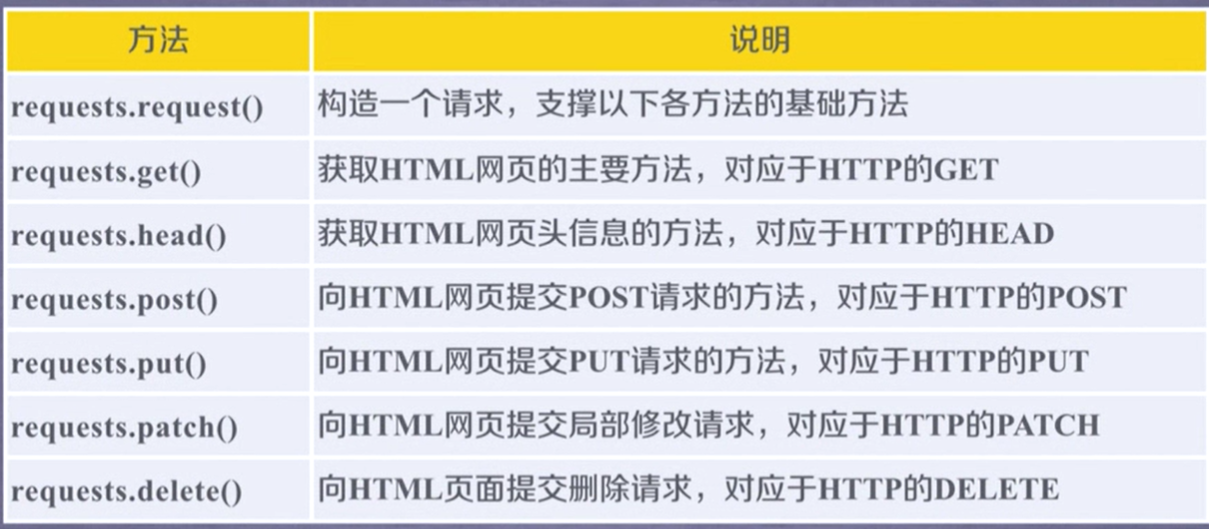 方法 说明
requests.request() 构造一个请求，支撑以下各方法的基础方法
requests.get() 获取HTML网页的主要方法，对应于HTTP的GET
requests.head() 获取HTML网页头信息的方法，对应于HTTP的HEAD
requests.post() 向HTML网页提交POST请求的方法，对应于HTTP的POST
requests.put() 向HTML网页提交PUT请求的方法，对应于HTTP的PUT
requests.patch() 向HTML网页提交局部修改请求，对应于HTTP的PATCH
requests.delete() 向HTML页面提交删除请求，对应于HTTP的DELETE